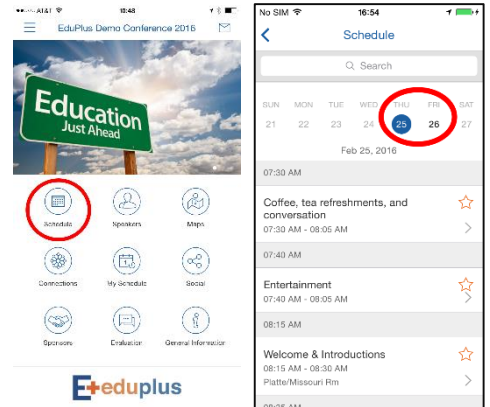 AT&T
10:48
EduPlus Demo Conference 2016
Education
Just Ahead
Schedule
Speakers
Maps
Connections
My Schedule
Social
Sponsors
Evaluation
General Information
E+eduplus
No SIM
16:54
Schedule
Search
SUN MON TUE WED THU FRI SAT
21 22 23 24 25 26 27
Feb 25, 2016
07:30 AM
Coffee, tea refreshments, and
conversation
07:30 AM - 08:05 AM
07:40 AM
Entertainment
07:40 AM - 08:05 AM
08:15 AM
Welcome & Introductions
08:15 AM - 08:30 AM
Platte/Missouri Rm